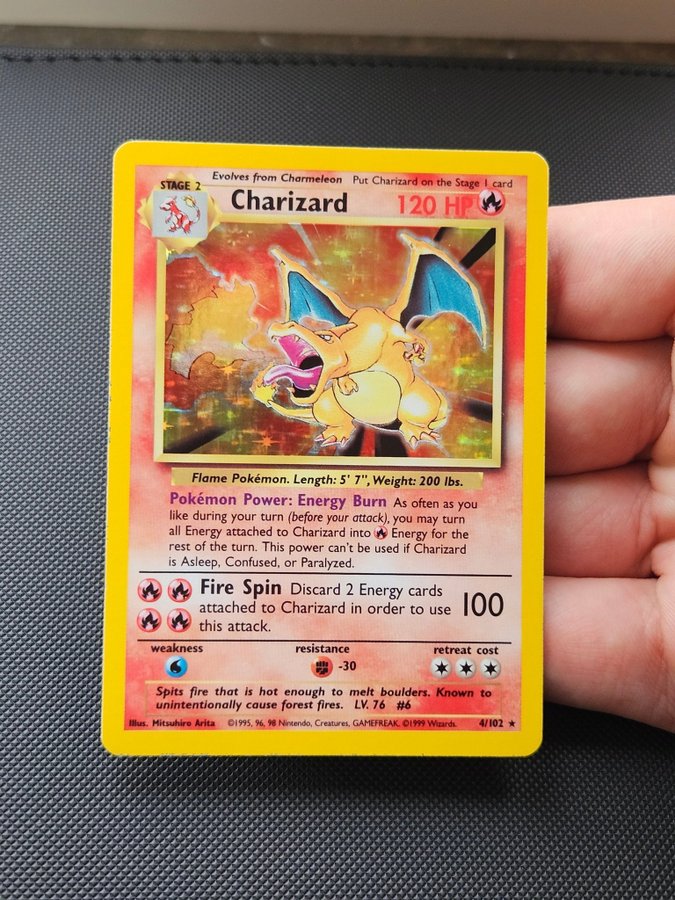 Evolves from Charmeleon Put Charizard on the Stage 1 card
STAGE 2
Charizard 120 HP
Flame Pokémon. Length: 5' 7", Weight: 200 lbs.
Pokémon Power: Energy Burn As often as you
like during your turn (before your attack), you may turn
all Energy attached to Charizard into Energy for the
rest of the turn. This power can't be used if Charizard
is Asleep, Confused, or Paralyzed.
Fire Spin Discard 2 Energy cards
attached to Charizard in order to use 100
this attack.
weakness resistance retreat cost
-30
Spits fire that is hot enough to melt boulders. Known to
unintentionally cause forest fires. LV. 76 #6
Illus. Mitsuhiro Arita ©1995, 96, 98 Nintendo, Creatures, GAMEFREAK. ©1999 Wizards. 4/102 ★